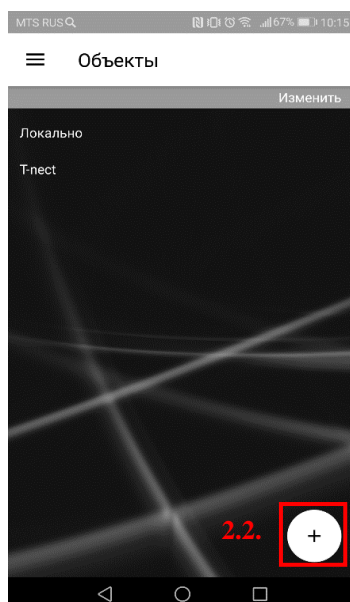 MTS RUS 67% 10:15
Объекты
Изменить
Локально
T-nect
2.2.
+